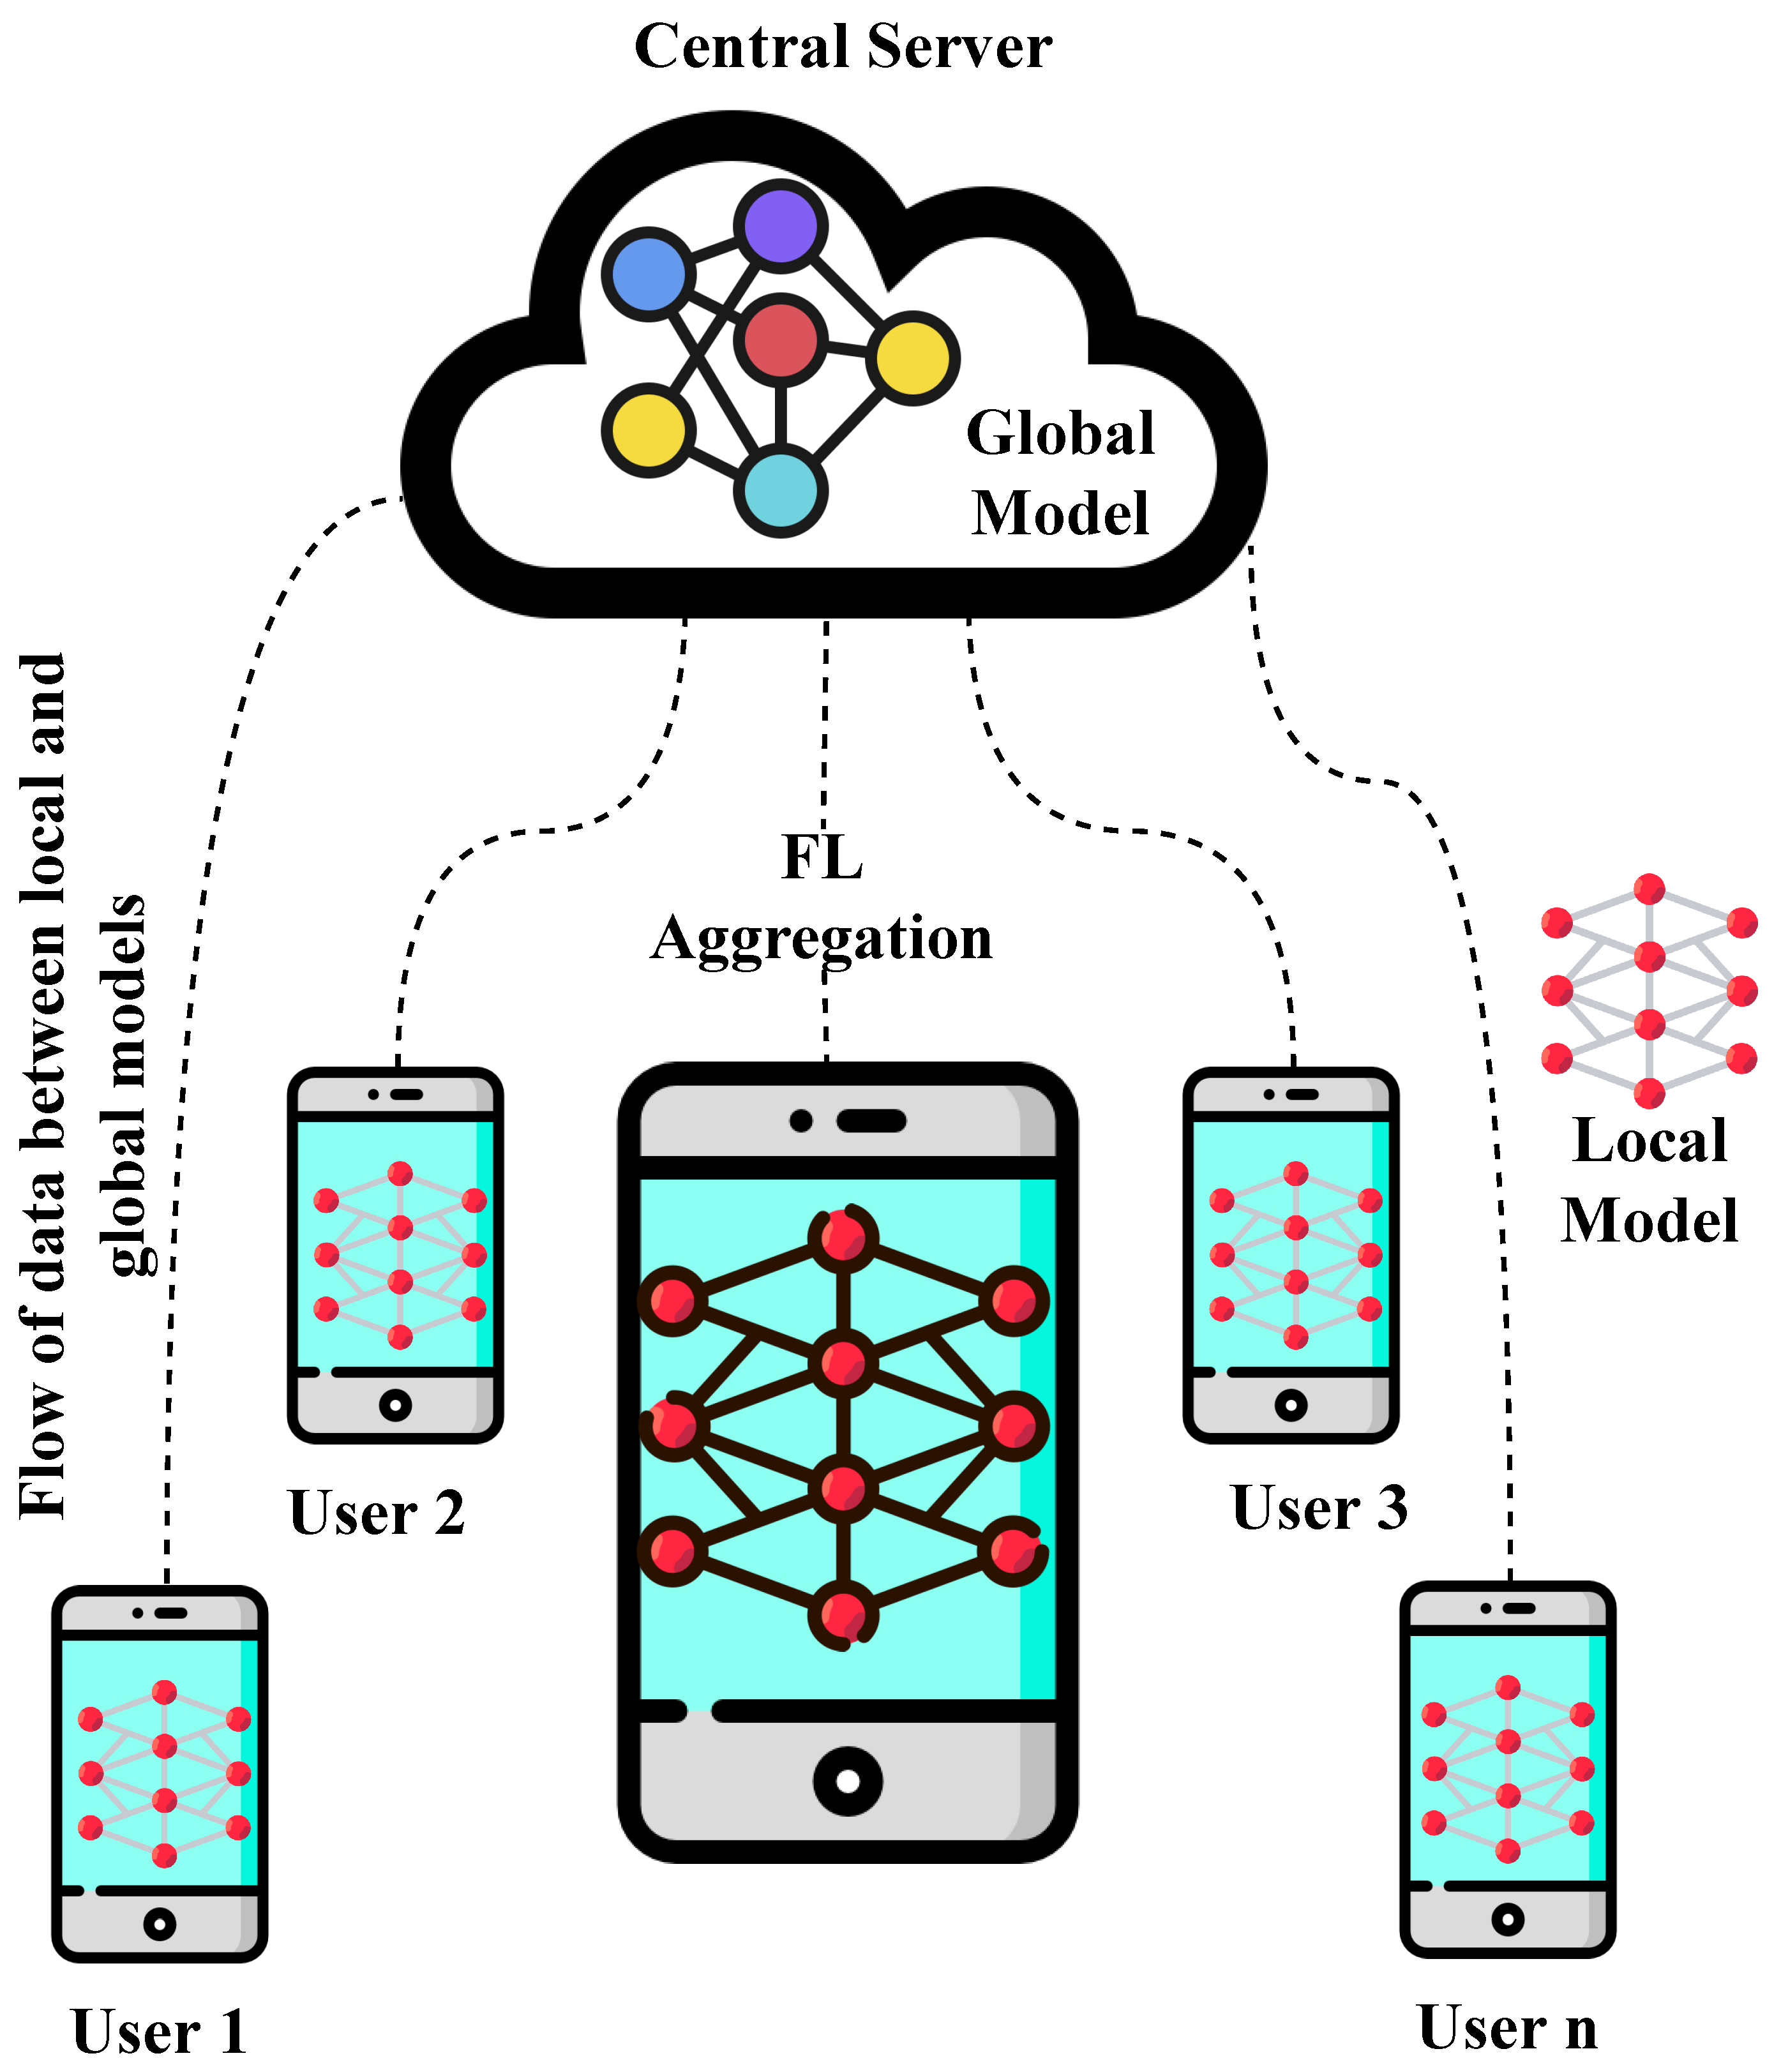 Central Server
Global
Model
Flow of data between local and
global models
FL
Aggregation
Local
Model
User 2
User 3
User 1
User n